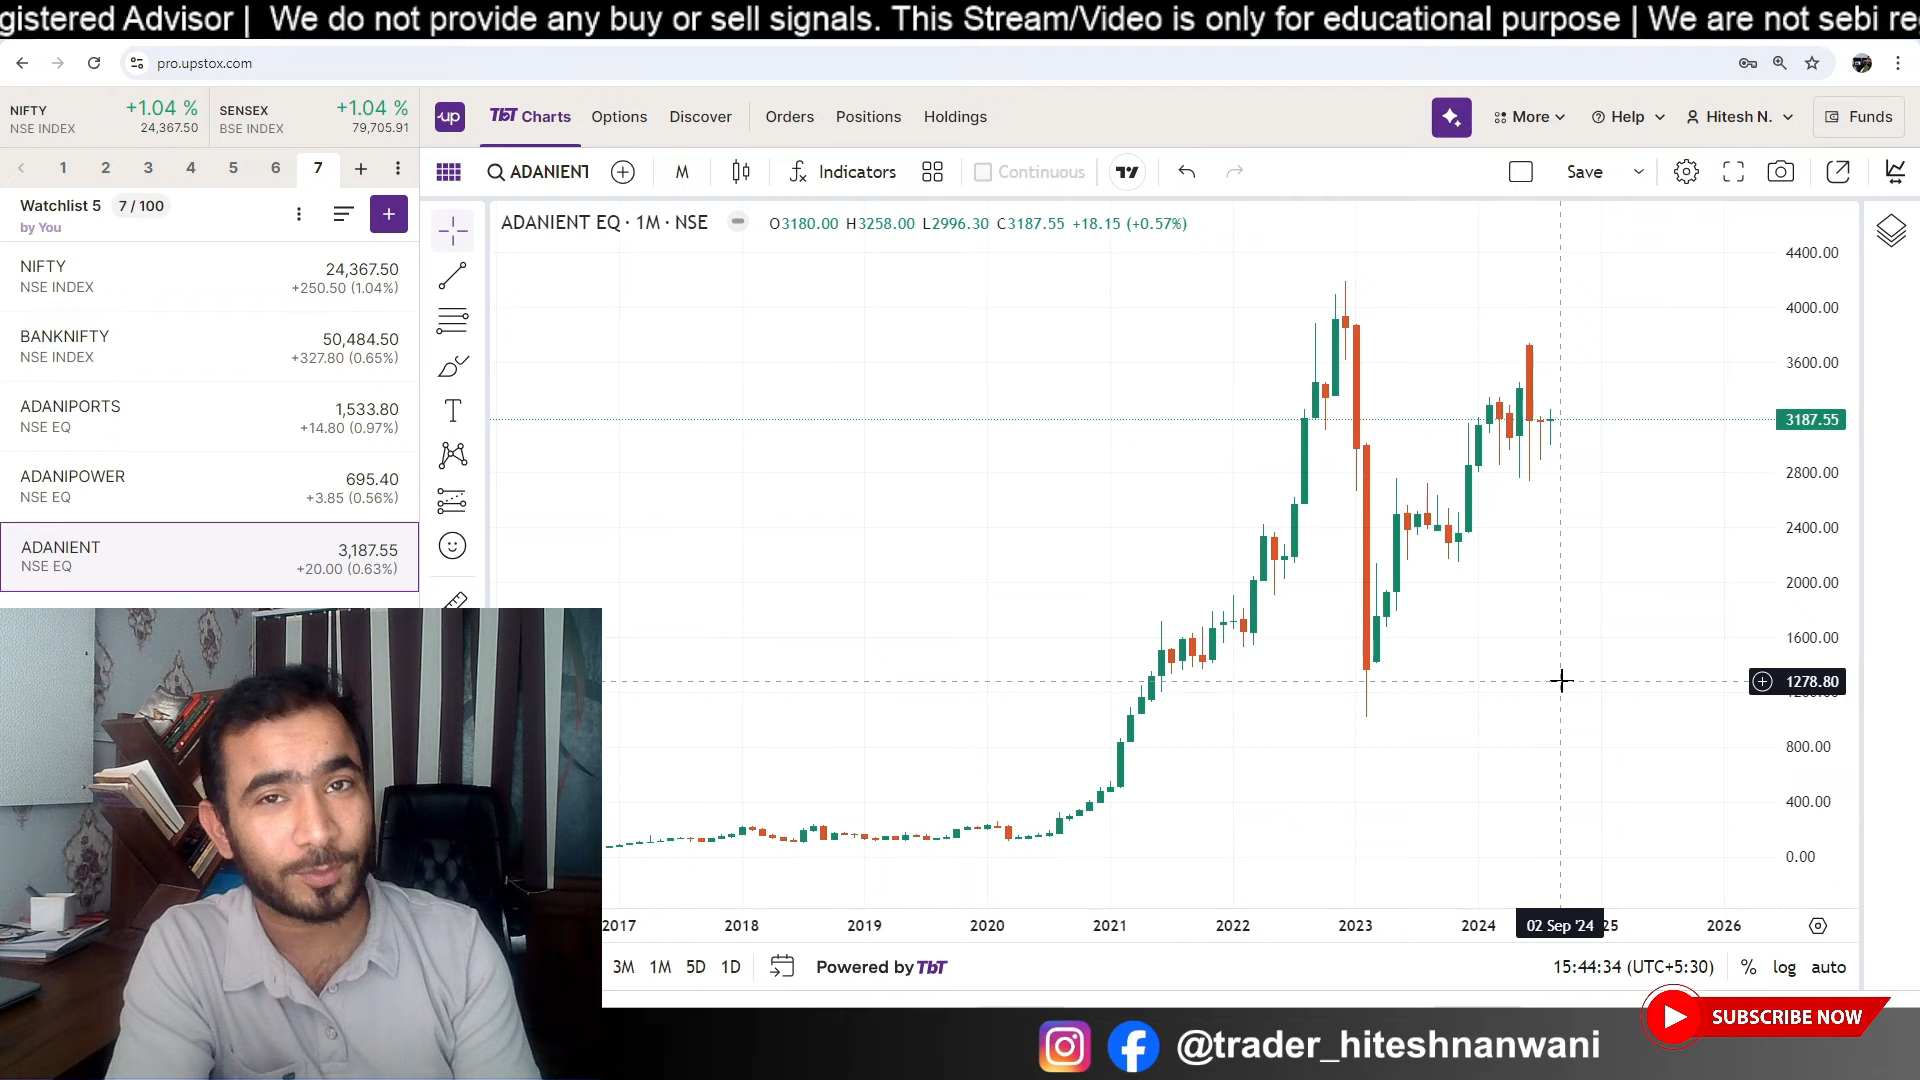 gistered Advisor | We do not provide any buy or sell signals. This Stream/Video is only for educational purpose | We are not sebi re
pro.upstox.com
NIFTY +1.04 %
NSE INDEX 24,367.50
SENSEX +1.04 %
BSE INDEX 79,705.91
up TbT Charts Options Discover Orders Positions Holdings More Help Hitesh N. Funds
1 2 3 4 5 6 7
ADANIENT M Indicators Continuous Save
Watchlist 5 7 / 100
by You
ADANIENT EQ · 1M · NSE O3180.00 H3258.00 L2996.30 C3187.55 +18.15 (+0.57%)
NIFTY 24,367.50
NSE INDEX +250.50 (1.04%)
BANKNIFTY 50,484.50
NSE INDEX +327.80 (0.65%)
ADANIPORTS 1,533.80
NSE EQ +14.80 (0.97%)
ADANIPOWER 695.40
NSE EQ +3.85 (0.56%)
ADANIENT 3,187.55
NSE EQ +20.00 (0.63%)
4400.00
4000.00
3600.00
3187.55
2800.00
2400.00
2000.00
1600.00
1278.80
800.00
400.00
0.00
2017 2018 2019 2020 2021 2022 2023 2024 02 Sep '24 25 2026
3M 1M 5D 1D Powered by TbT 15:44:34 (UTC+5:30) % log auto
SUBSCRIBE NOW
@trader_hiteshnanwani